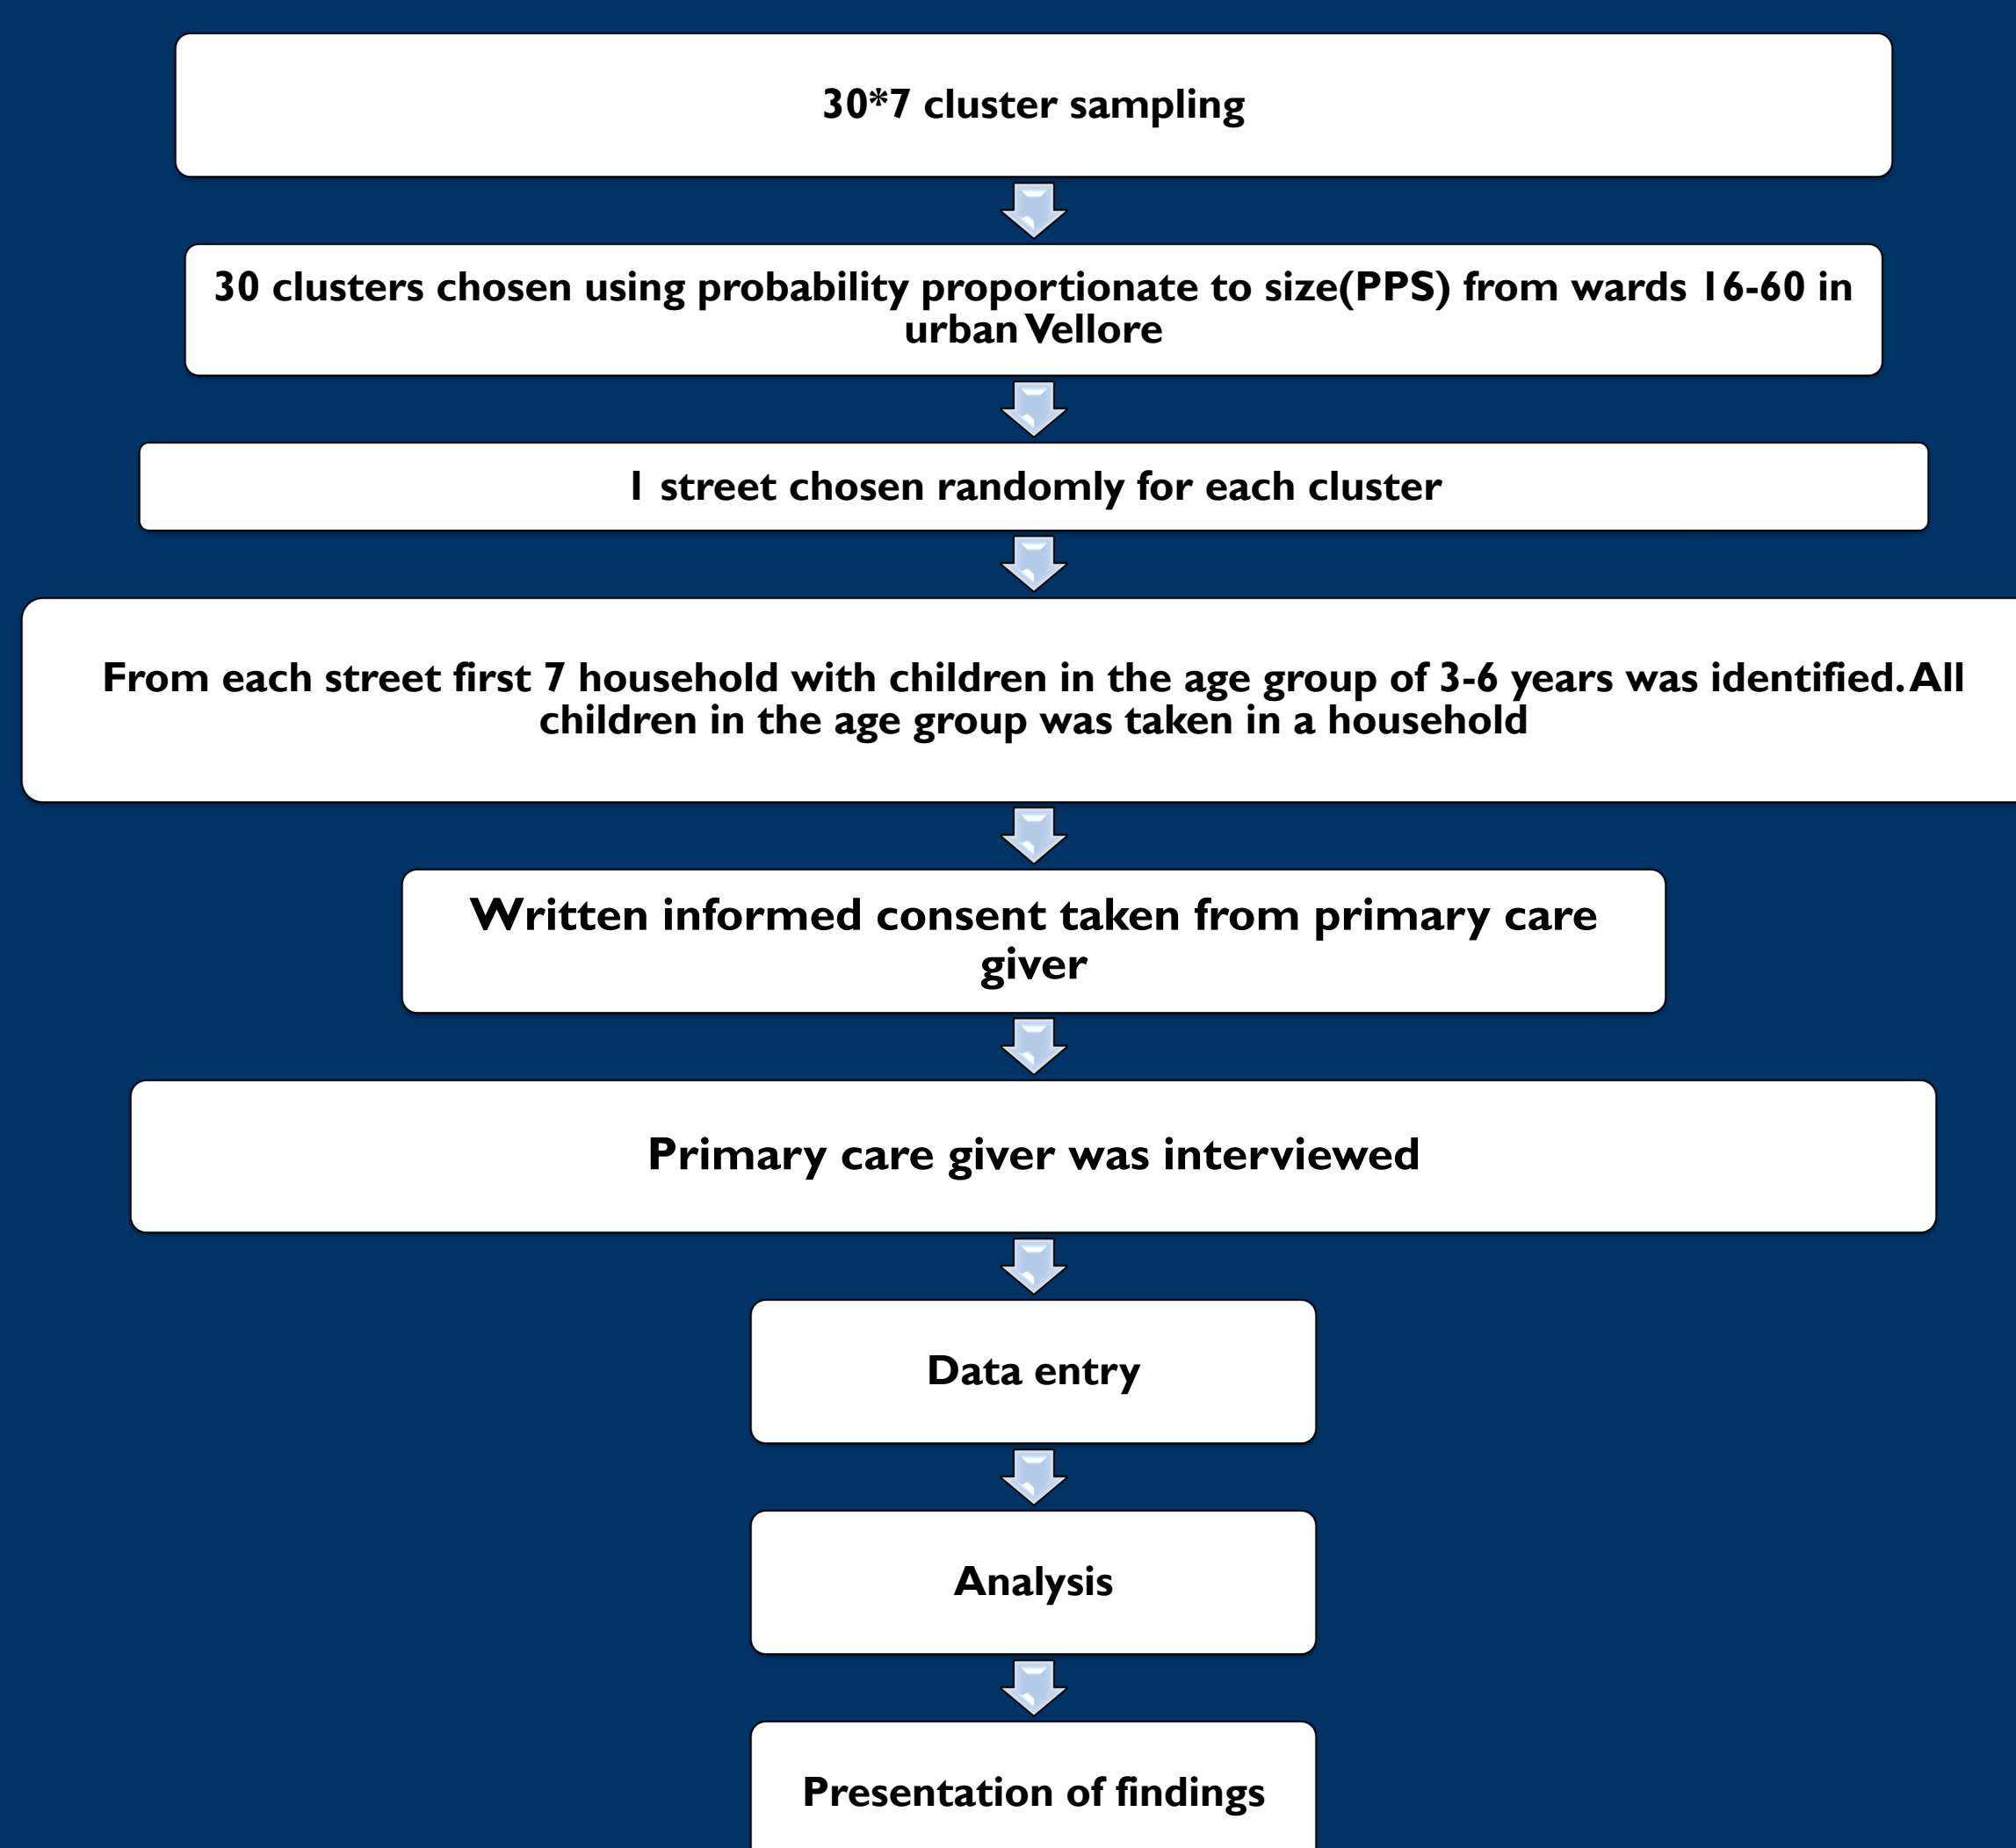 30*7 cluster sampling
30 clusters chosen using probability proportionate to size(PPS) from wards 16-60 in
urban Vellore
1 street chosen randomly for each cluster
From each street first 7 household with children in the age group of 3-6 years was identified. All
children in the age group was taken in a household
Written informed consent taken from primary care
giver
Primary care giver was interviewed
Data entry
Analysis
Presentation of findings